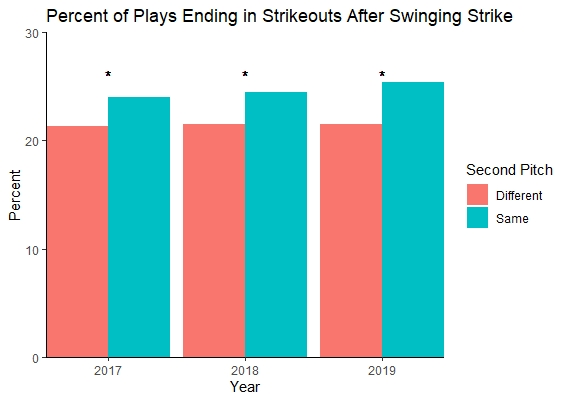 Percent of Plays Ending in Strikeouts After Swinging Strike
30
20
10
0
Percent
* * *
2017 2018 2019
Year
Second Pitch
Different
Same